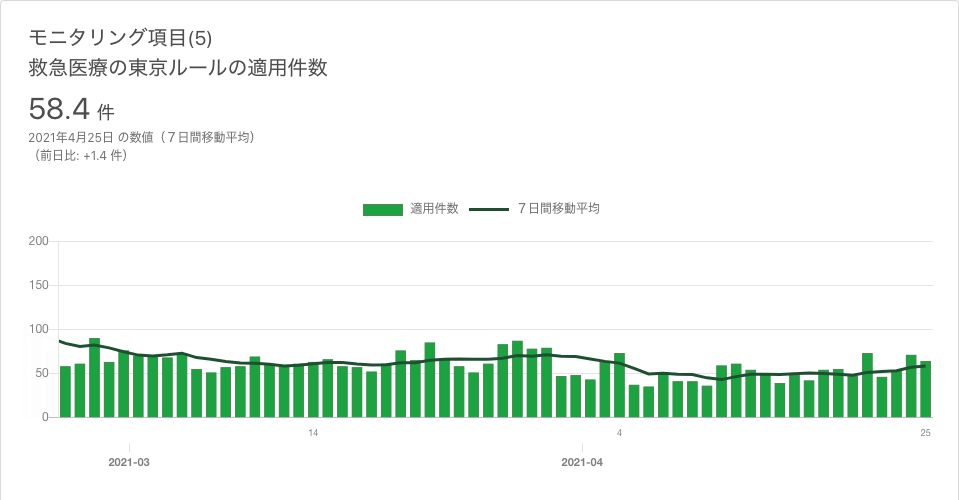 モニタリング項目(5)
救急医療の東京ルールの適用件数
58.4 件
2021年4月25日 の数値（７日間移動平均）
（前日比: +1.4 件）
適用件数 ７日間移動平均
200
150
100
50
0
14 4 25
2021-03 2021-04